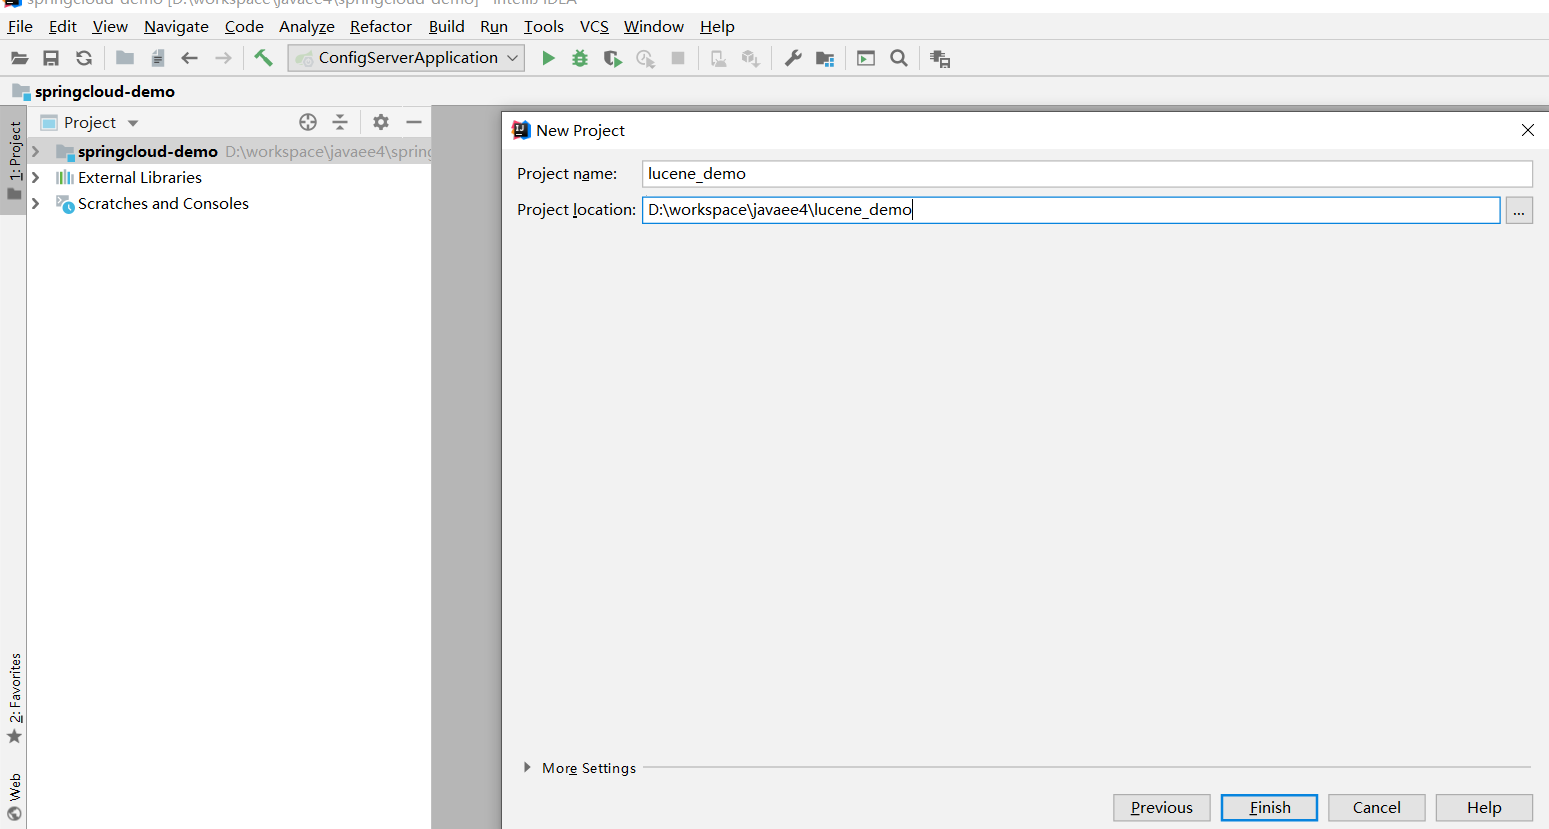 springcloud-demo [D:\workspace\javaee4\springcloud-demo] - IntelliJ IDEA
File Edit View Navigate Code Analyze Refactor Build Run Tools VCS Window Help
ConfigServerApplication
springcloud-demo
1: Project
Project
springcloud-demo D:\workspace\javaee4\spring
External Libraries
Scratches and Consoles
2: Favorites
Web
New Project
Project name: lucene_demo
Project location: D:\workspace\javaee4\lucene_demo
...
More Settings
Previous Finish Cancel Help